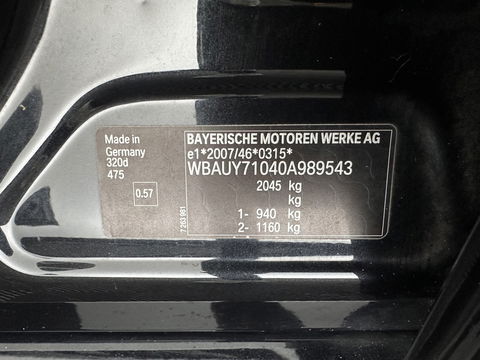 Made in
Germany
320d
475
0.57
BAYERISCHE MOTOREN WERKE AG
e1*2007/46*0315*
WBAUY71040A989543
2045 kg
kg
1- 940 kg
2- 1160 kg